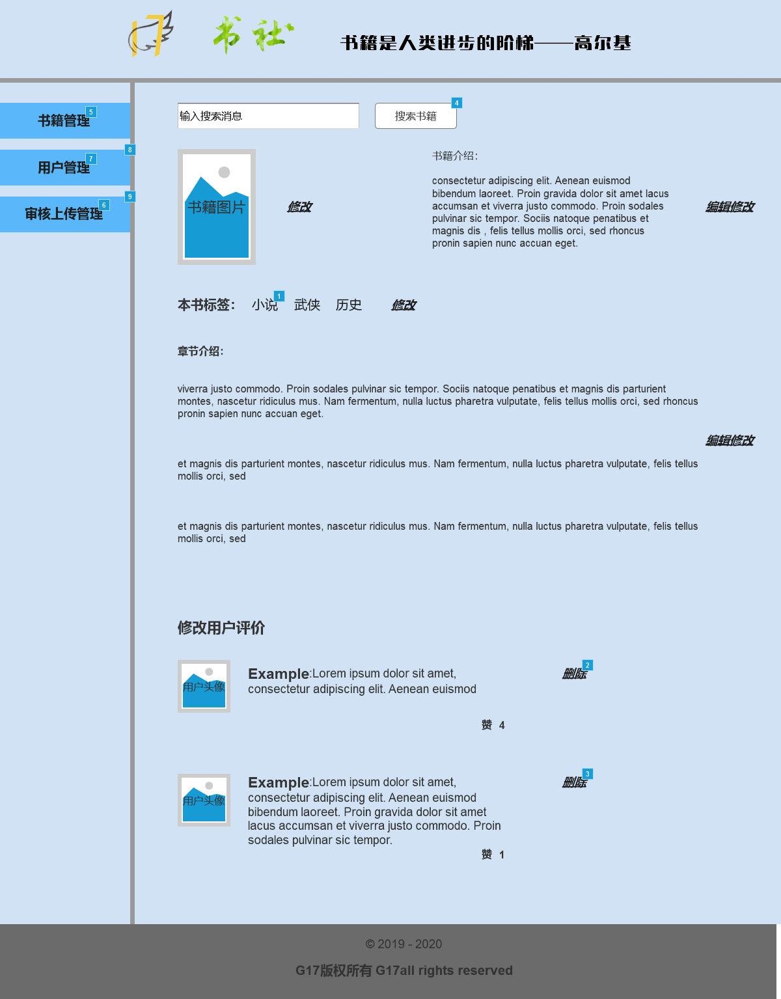 17 书社 书籍是人类进步的阶梯——高尔基
书籍管理 5
用户管理 7
8
审核上传管理 6
9
输入搜索消息
搜索书籍 4
书籍图片
修改
书籍介绍：
consectetur adipiscing elit. Aenean euismod
bibendum laoreet. Proin gravida dolor sit amet lacus
accumsan et viverra justo commodo. Proin sodales
pulvinar sic tempor. Sociis natoque penatibus et
magnis dis , felis tellus mollis orci, sed rhoncus
pronin sapien nunc accuan eget.
编辑修改
本书标签： 小说 1 武侠 历史 修改
章节介绍：
viverra justo commodo. Proin sodales pulvinar sic tempor. Sociis natoque penatibus et magnis dis parturient
montes, nascetur ridiculus mus. Nam fermentum, nulla luctus pharetra vulputate, felis tellus mollis orci, sed rhoncus
pronin sapien nunc accuan eget.
编辑修改
et magnis dis parturient montes, nascetur ridiculus mus. Nam fermentum, nulla luctus pharetra vulputate, felis tellus
mollis orci, sed
et magnis dis parturient montes, nascetur ridiculus mus. Nam fermentum, nulla luctus pharetra vulputate, felis tellus
mollis orci, sed
修改用户评价
用户头像
Example:Lorem ipsum dolor sit amet,
consectetur adipiscing elit. Aenean euismod
删除 2
赞 4
用户头像
Example:Lorem ipsum dolor sit amet,
consectetur adipiscing elit. Aenean euismod
bibendum laoreet. Proin gravida dolor sit amet
lacus accumsan et viverra justo commodo. Proin
sodales pulvinar sic tempor.
删除 3
赞 1
© 2019 - 2020
G17版权所有 G17all rights reserved